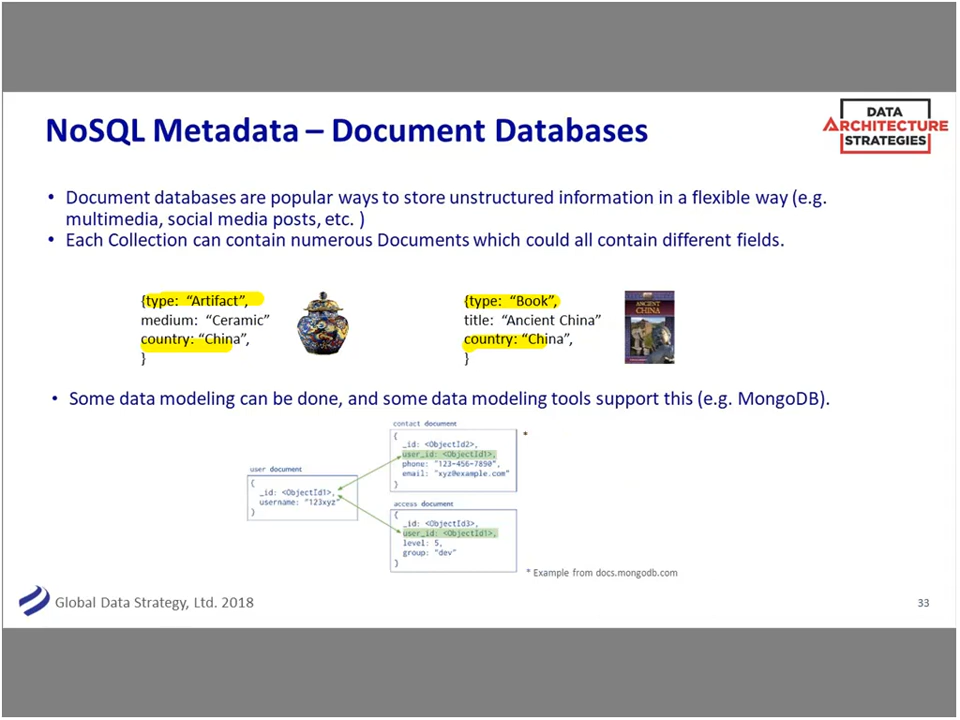 NoSQL Metadata – Document Databases
DATA
ARCHITECTURE
STRATEGIES
• Document databases are popular ways to store unstructured information in a flexible way (e.g.
multimedia, social media posts, etc. )
• Each Collection can contain numerous Documents which could all contain different fields.
{type: “Artifact”,
medium: “Ceramic”
country: “China”,
}
{type: “Book”,
title: “Ancient China”
country: “China”,
}
ANCIENT
CHINA
• Some data modeling can be done, and some data modeling tools support this (e.g. MongoDB).
user document
{
_id: <ObjectId1>,
username: "123xyz"
}
contact document
{
_id: <ObjectId2>,
user_id: <ObjectId1>,
phone: "123-456-7890",
email: "xyz@example.com"
}
*
access document
{
_id: <ObjectId3>,
user_id: <ObjectId1>,
level: 5,
group: "dev"
}
* Example from docs.mongodb.com
Global Data Strategy, Ltd. 2018
33